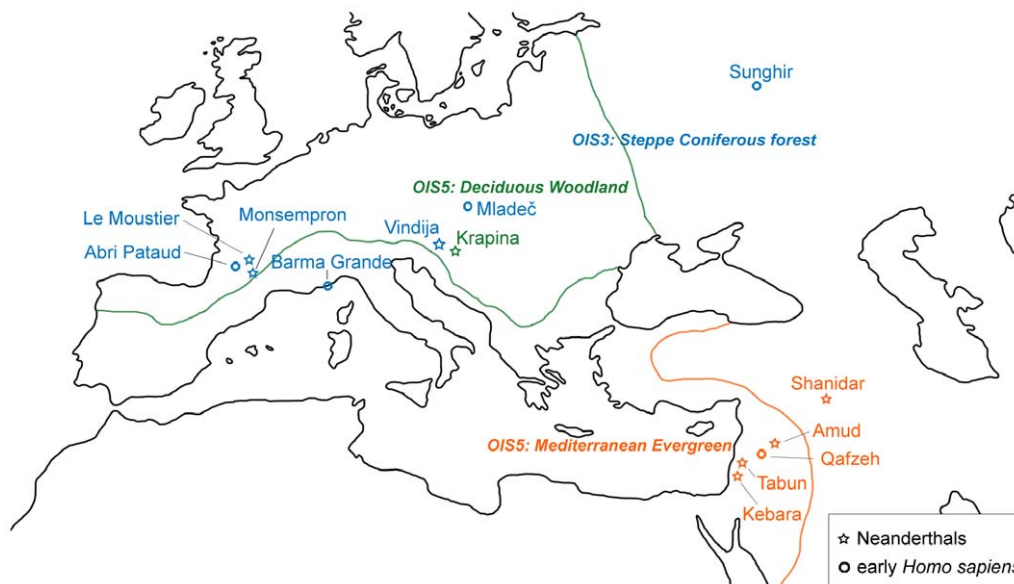 Sunghir
OIS3: Steppe Coniferous forest
OIS5: Deciduous Woodland
Mladeč
Le Moustier
Monsempron
Vindija
Krapina
Abri Pataud
Barma Grande
Shanidar
OIS5: Mediterranean Evergreen
Amud
Qafzeh
Tabun
Kebara
Neanderthals
early Homo sapiens